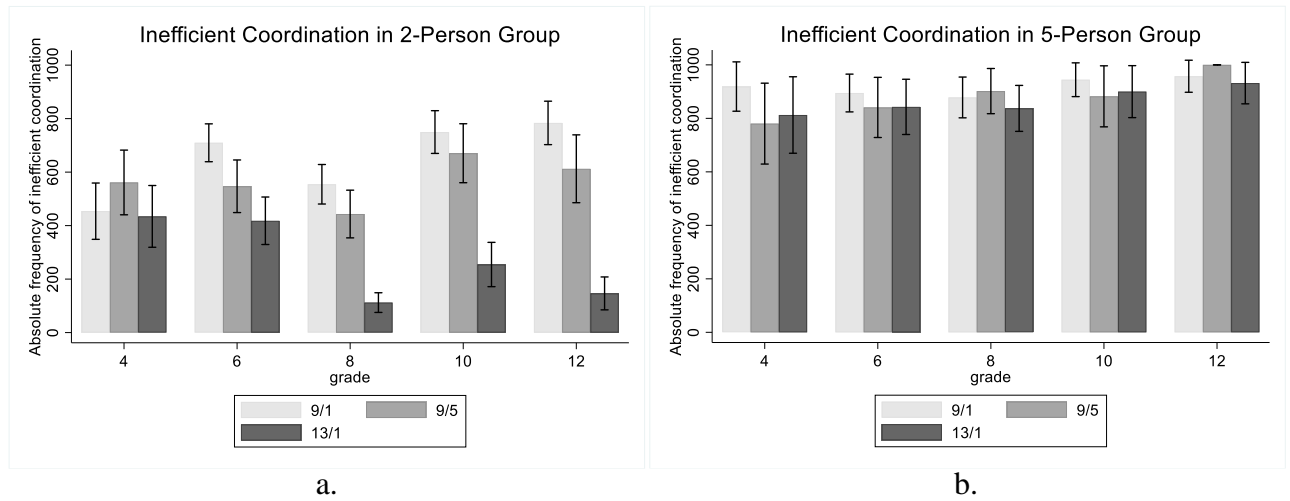 Inefficient Coordination in 2-Person Group
Absolute frequency of inefficient coordination
1000
800
600
400
200
0
4 6 8 10 12
grade
9/1 9/5
13/1
a.
Inefficient Coordination in 5-Person Group
Absolute frequency of inefficient coordination
1000
800
600
400
200
0
4 6 8 10 12
grade
9/1 9/5
13/1
b.